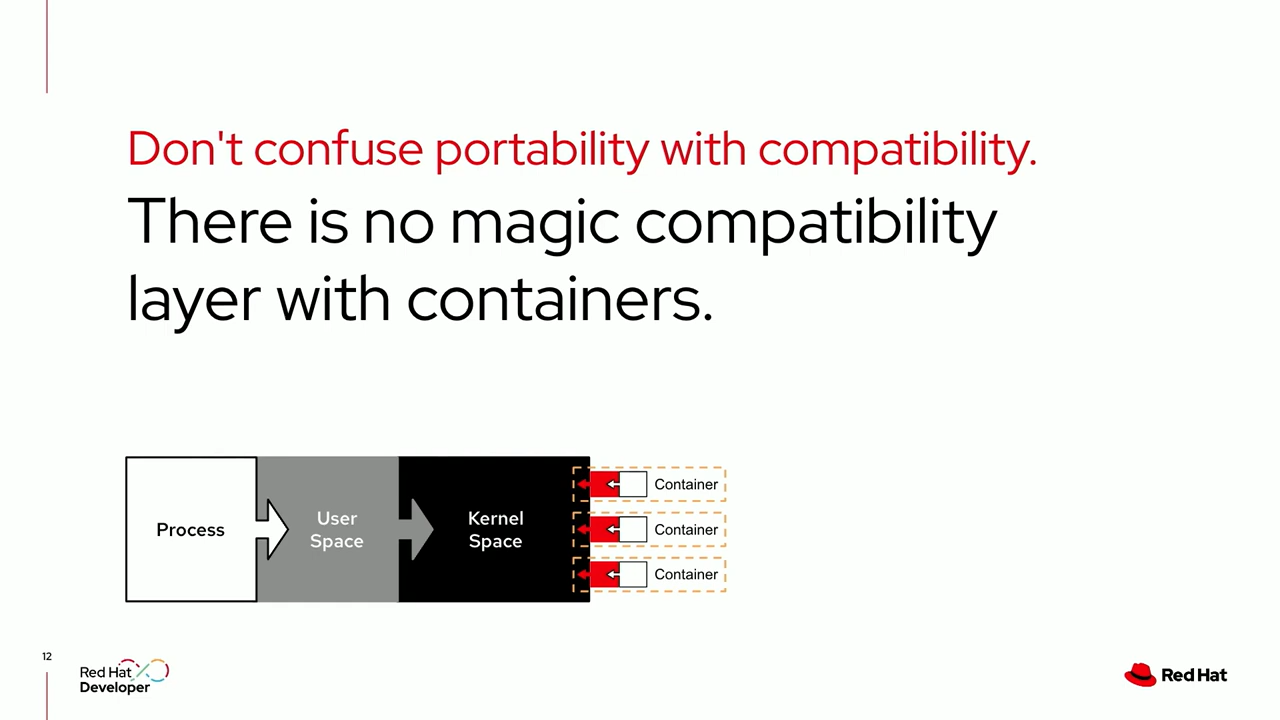 Don't confuse portability with compatibility.
There is no magic compatibility
layer with containers.
Process
User
Space
Kernel
Space
Container
Container
Container
12
Red Hat
Developer
Red Hat